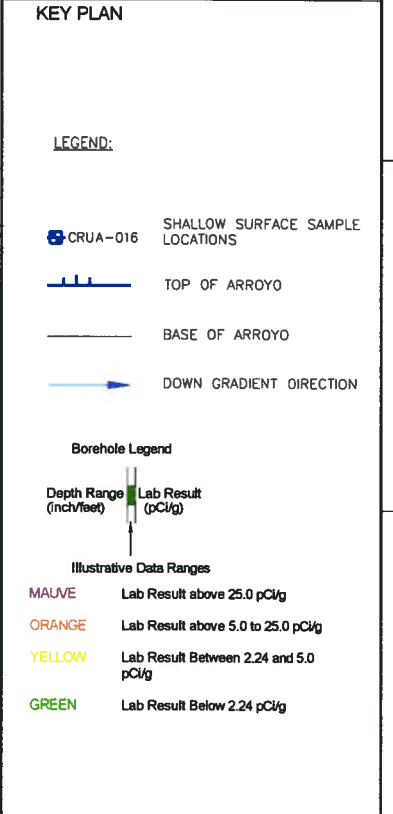 KEY PLAN
LEGEND:
CRUA-016
SHALLOW SURFACE SAMPLE
LOCATIONS
TOP OF ARROYO
BASE OF ARROYO
DOWN GRADIENT DIRECTION
Borehole Legend
Depth Range Lab Result
(inch/feet) (pCi/g)
Illustrative Data Ranges
MAUVE Lab Result above 25.0 pCi/g
ORANGE Lab Result above 5.0 to 25.0 pCi/g
YELLOW Lab Result Between 2.24 and 5.0
pCi/g
GREEN Lab Result Below 2.24 pCi/g